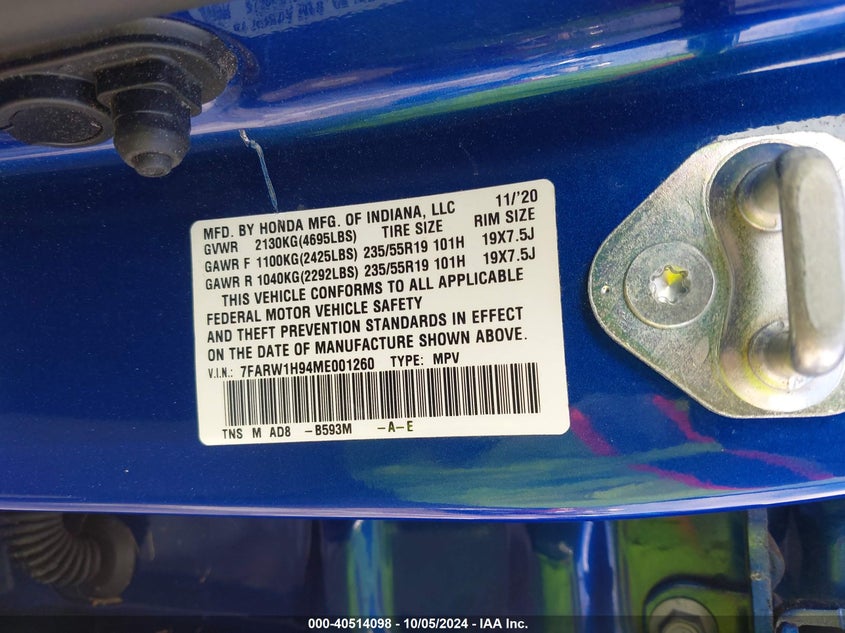 MFD. BY HONDA MFG. OF INDIANA, LLC 11/'20
GVWR 2130KG(4695LBS) TIRE SIZE RIM SIZE
GAWR F 1100KG(2425LBS) 235/55R19 101H 19X7.5J
GAWR R 1040KG(2292LBS) 235/55R19 101H 19X7.5J
THIS VEHICLE CONFORMS TO ALL APPLICABLE
FEDERAL MOTOR VEHICLE SAFETY
AND THEFT PREVENTION STANDARDS IN EFFECT
ON THE DATE OF MANUFACTURE SHOWN ABOVE.
V.I.N.: 7FARW1H94ME001260 TYPE: MPV
TNS M AD8 -B593M -A-E
000-40514098 - 10/05/2024 - IAA Inc.